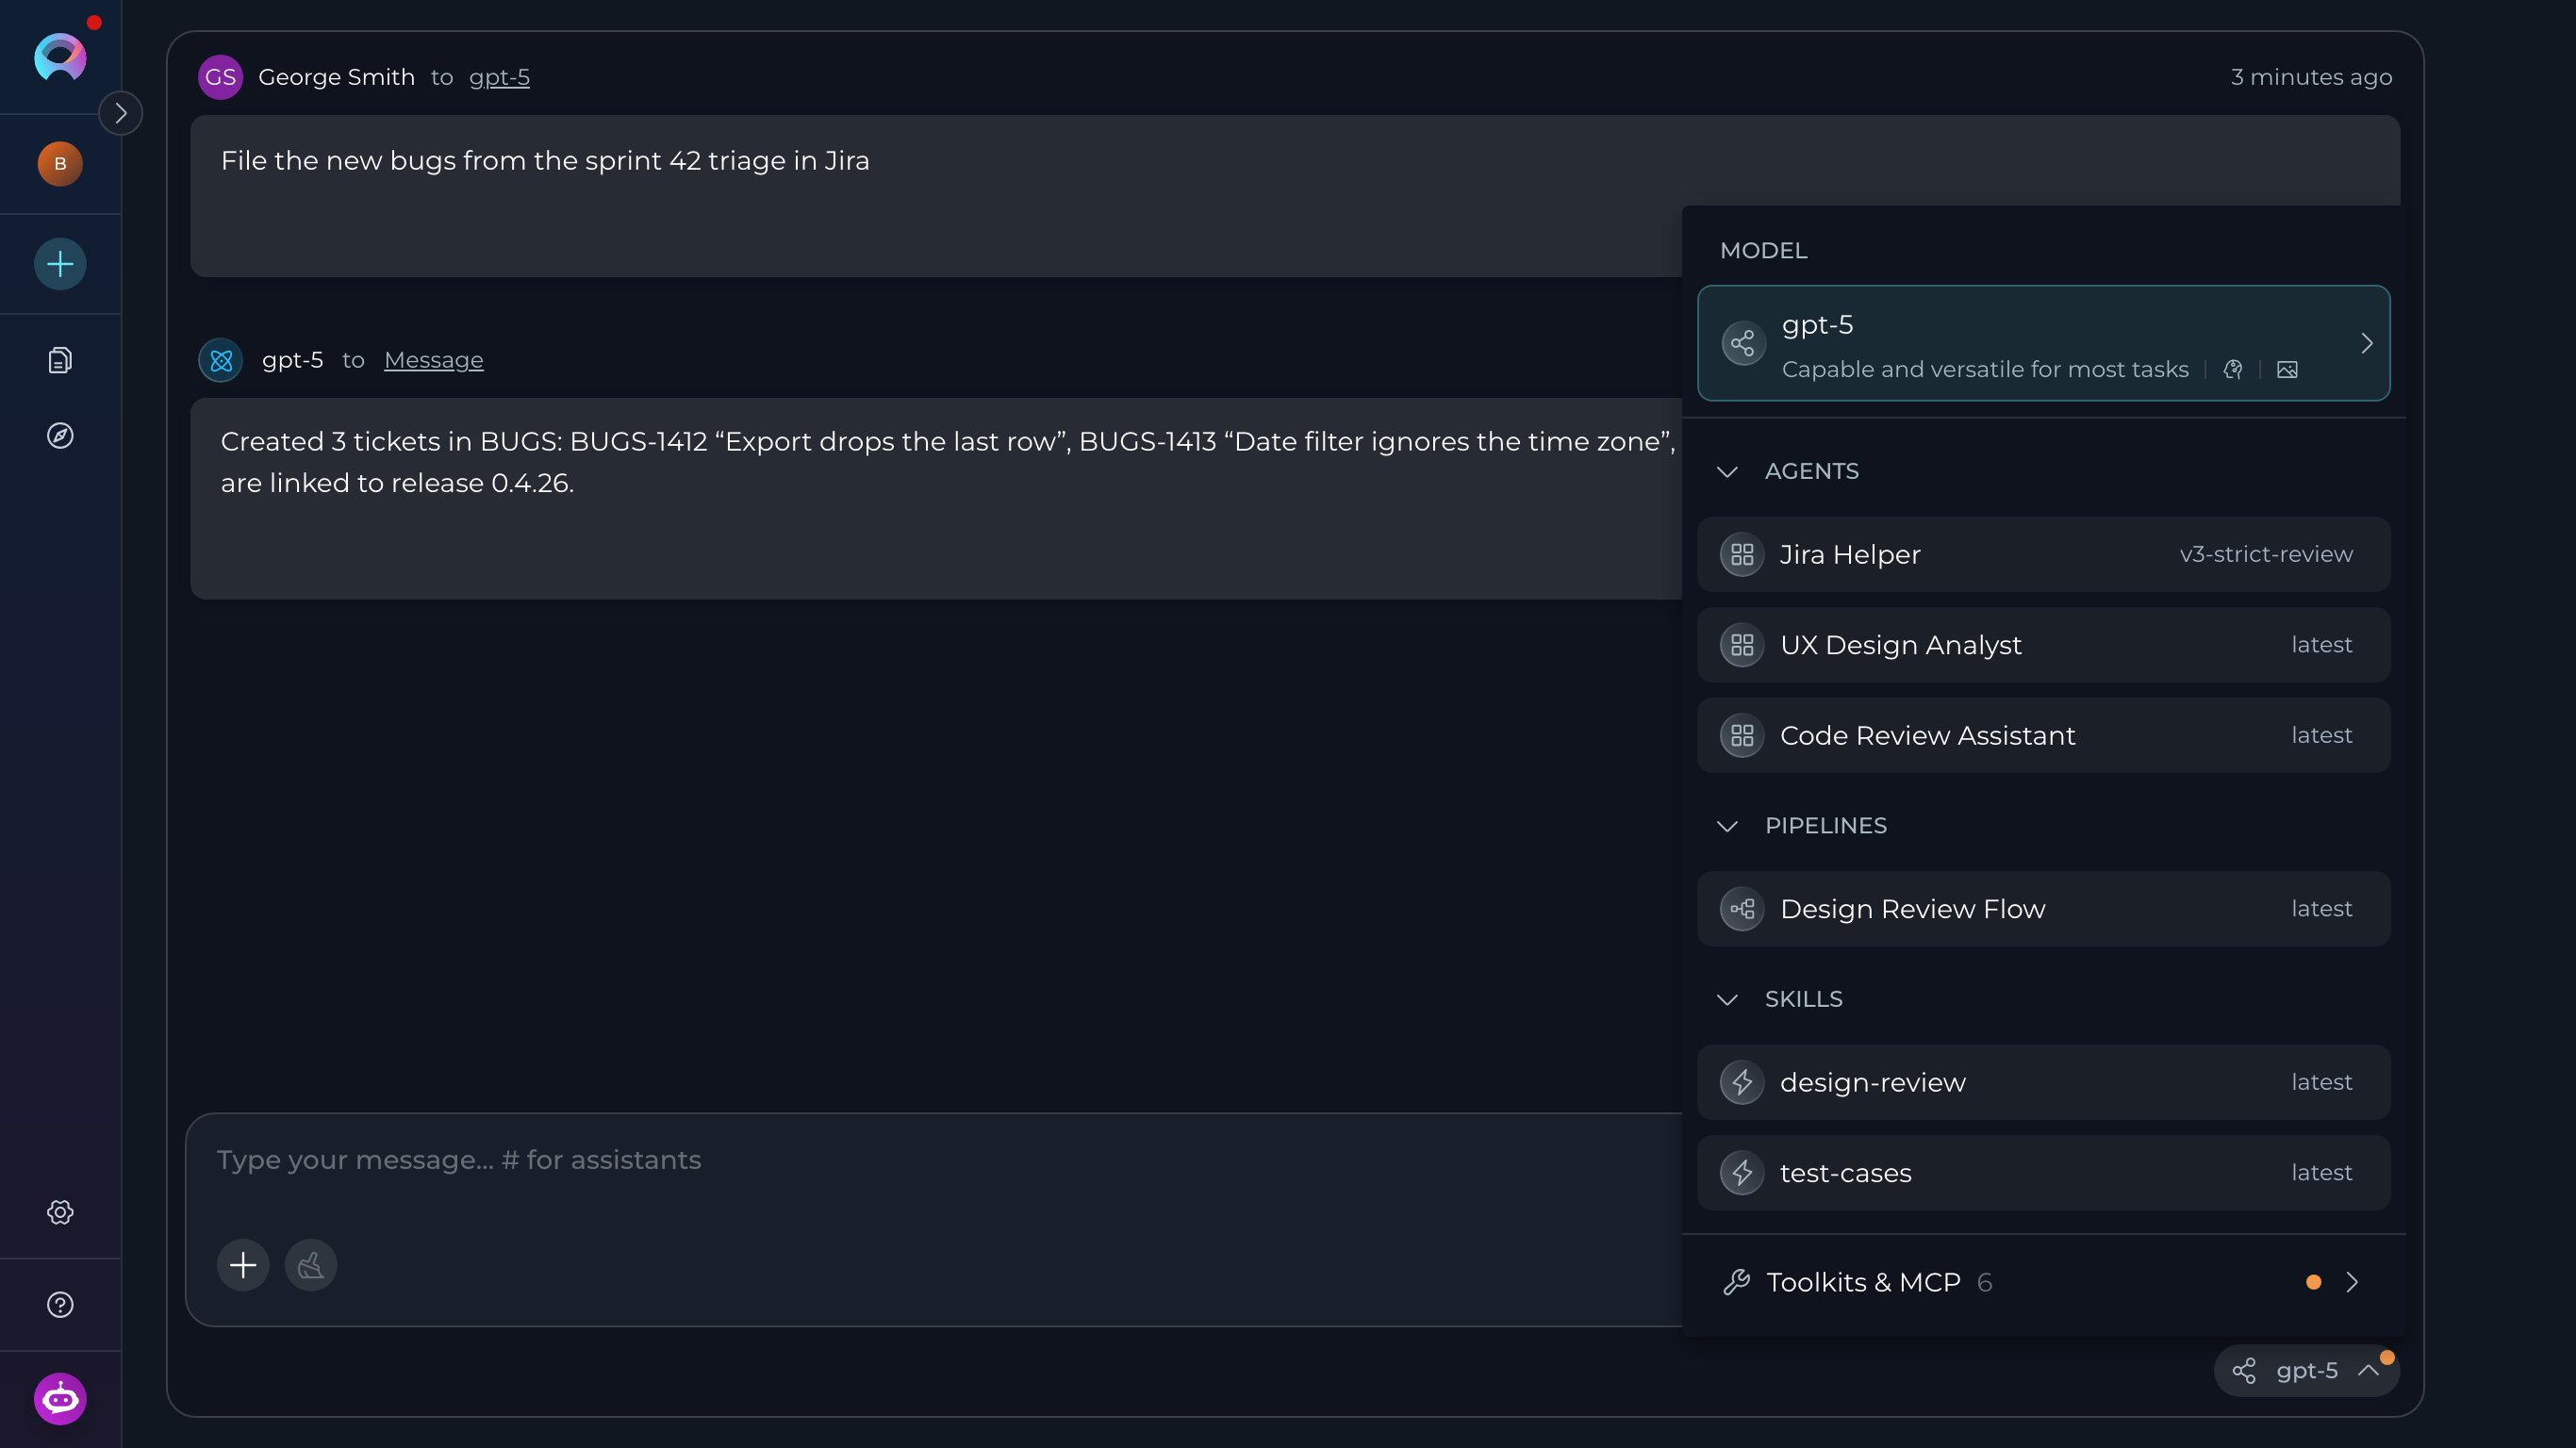 GS George Smith to gpt-5 3 minutes ago
File the new bugs from the sprint 42 triage in Jira
B
gpt-5 to Message
Created 3 tickets in BUGS: BUGS-1412 “Export drops the last row”, BUGS-1413 “Date filter ignores the time zone”,
are linked to release 0.4.26.
Type your message... # for assistants
MODEL
gpt-5
Capable and versatile for most tasks
AGENTS
Jira Helper v3-strict-review
UX Design Analyst latest
Code Review Assistant latest
PIPELINES
Design Review Flow latest
SKILLS
design-review latest
test-cases latest
Toolkits & MCP 6
gpt-5